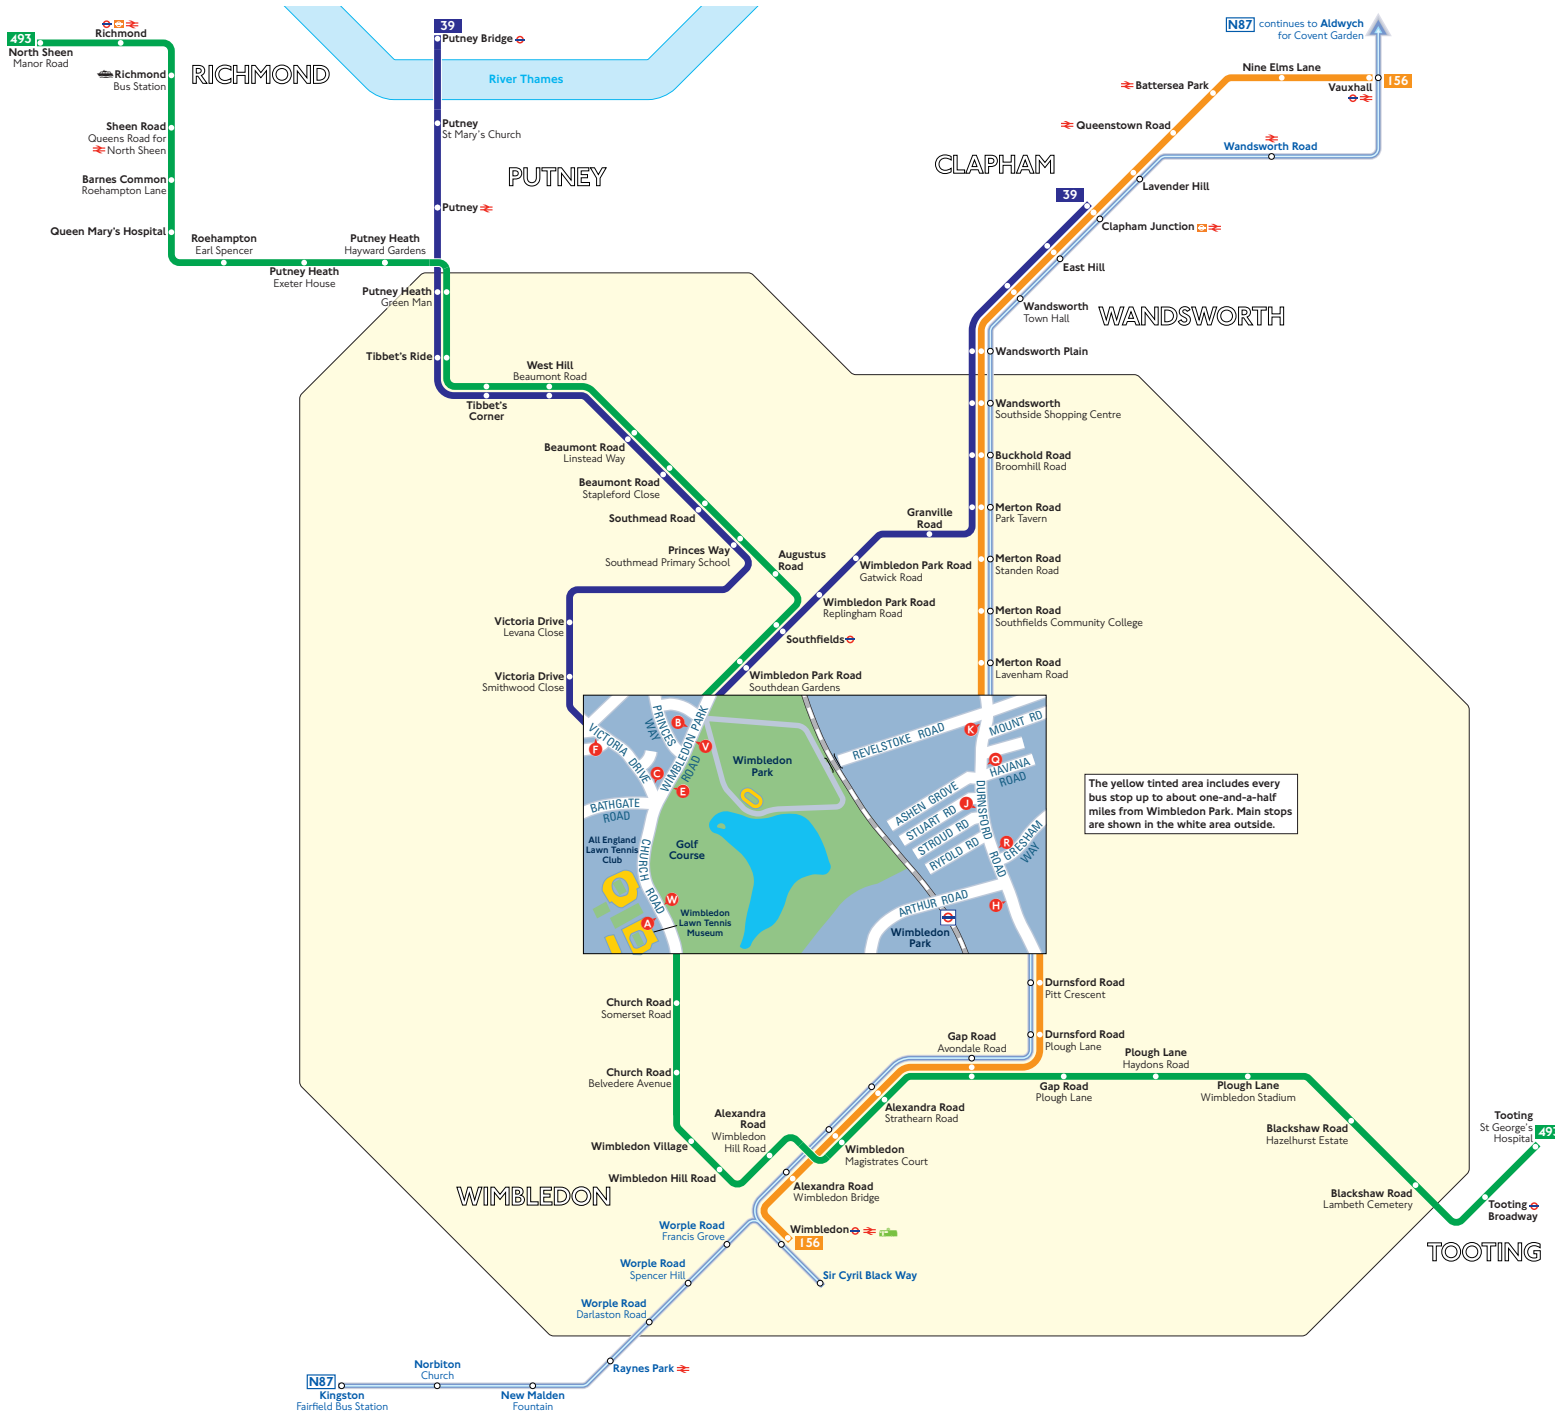 493
North Sheen
Manor Road
Richmond
Richmond
Bus Station
RICHMOND
Sheen Road
Queens Road for
North Sheen
Barnes Common
Roehampton Lane
Queen Mary's Hospital
Roehampton
Earl Spencer
Putney Heath
Exeter House
Putney Heath
Hayward Gardens
39
Putney Bridge
River Thames
Putney
St Mary's Church
PUTNEY
Putney
Putney Heath
Green Man
Tibbet's Ride
Tibbet's
Corner
West Hill
Beaumont Road
Beaumont Road
Linstead Way
Beaumont Road
Stapleford Close
Southmead Road
Princes Way
Southmead Primary School
Augustus
Road
Victoria Drive
Levana Close
Victoria Drive
Smithwood Close
N87 continues to Aldwych
for Covent Garden
Nine Elms Lane
Vauxhall
156
Battersea Park
Queenstown Road
Wandsworth Road
CLAPHAM
39
Lavender Hill
Clapham Junction
East Hill
Wandsworth
Town Hall
WANDSWORTH
Wandsworth Plain
Wandsworth
Southside Shopping Centre
Buckhold Road
Broomhill Road
Merton Road
Park Tavern
Granville
Road
Wimbledon Park Road
Gatwick Road
Wimbledon Park Road
Replingham Road
Southfields
Wimbledon Park Road
Southdean Gardens
Merton Road
Standen Road
Merton Road
Southfields Community College
Merton Road
Lavenham Road
PRINCES
WAY
VICTORIA DRIVE
WIMBLEDON PARK
ROAD
BATHGATE
ROAD
CHURCH ROAD
B
V
F
C
E
W
A
All England
Lawn Tennis
Club
Golf
Course
Wimbledon
Park
Wimbledon
Lawn Tennis
Museum
REVELSTOKE ROAD
MOUNT RD
K
Q
HAVANA
ROAD
ASHEN GROVE
STUART RD
J
STROUD RD
RYFOLD RD
DURNSFORD
ROAD
R
GRESHAM
WAY
ARTHUR ROAD
H
Wimbledon
Park
The yellow tinted area includes every
bus stop up to about one-and-a-half
miles from Wimbledon Park. Main stops
are shown in the white area outside.
Church Road
Somerset Road
Church Road
Belvedere Avenue
Wimbledon Village
Wimbledon Hill Road
Alexandra
Road
Wimbledon
Hill Road
Durnsford Road
Pitt Crescent
Durnsford Road
Plough Lane
Gap Road
Avondale Road
Gap Road
Plough Lane
Plough Lane
Haydons Road
Plough Lane
Wimbledon Stadium
Alexandra Road
Strathearn Road
Wimbledon
Magistrates Court
Alexandra Road
Wimbledon Bridge
Wimbledon
156
WIMBLEDON
Blackshaw Road
Hazelhurst Estate
Blackshaw Road
Lambeth Cemetery
Tooting
St George's
Hospital
493
Tooting
Broadway
TOOTING
Sir Cyril Black Way
Worple Road
Francis Grove
Worple Road
Spencer Hill
Worple Road
Darlaston Road
Raynes Park
New Malden
Fountain
Norbiton
Church
N87
Kingston
Fairfield Bus Station